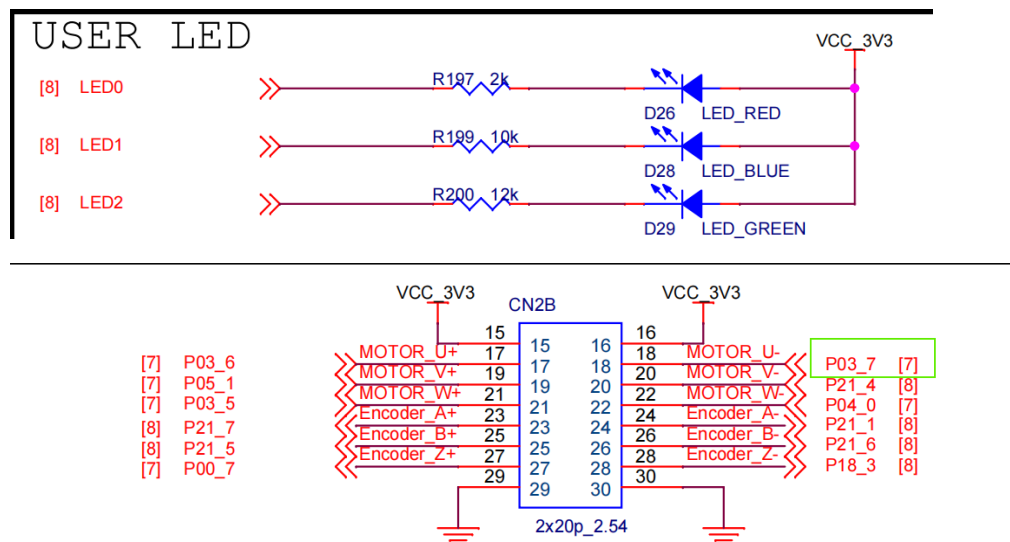 USER LED
VCC_3V3
[8] LED0 R197 2k
D26 LED_RED
[8] LED1 R199 10k
D28 LED_BLUE
[8] LED2 R200 12k
D29 LED_GREEN
VCC_3V3 CN2B VCC_3V3
15 15 16 16
[7] P03_6 MOTOR_U+ 17 17 18 18 MOTOR_U- P03_7 [7]
[7] P05_1 MOTOR_V+ 19 19 20 20 MOTOR_V- P21_4 [8]
[7] P03_5 MOTOR_W+ 21 21 22 22 MOTOR_W- P04_0 [7]
[8] P21_7 Encoder_A+ 23 23 24 24 Encoder_A- P21_1 [8]
[8] P21_5 Encoder_B+ 25 25 26 26 Encoder_B- P21_6 [8]
[7] P00_7 Encoder_Z+ 27 27 28 28 Encoder_Z- P18_3 [8]
29 29 30 30
2x20p_2.54